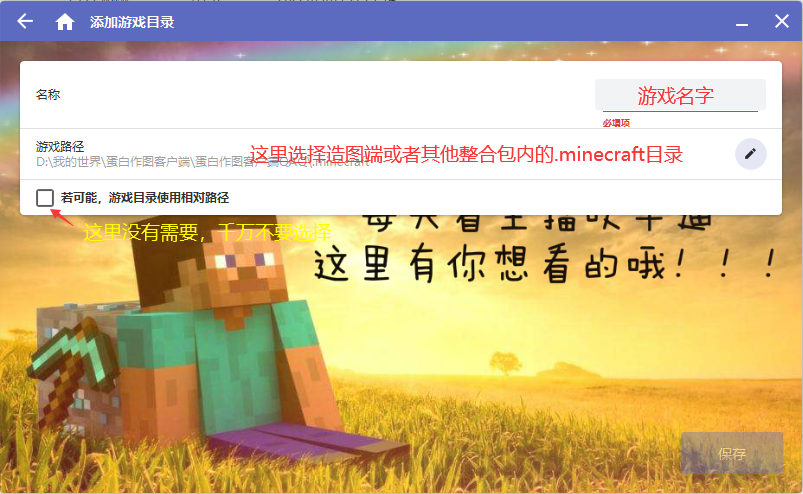 添加游戏目录
名称
游戏名字
必填项
游戏路径
这里选择造图端或者其他整合包内的.minecraft目录
D:\我的世界\蛋白作图客户端\蛋白作图客户端QAQ\.minecraft
若可能，游戏目录使用相对路径
这里没有需要，千万不要选择
每天看主播吹牛逼
这里有你想看的哦！！！
保存